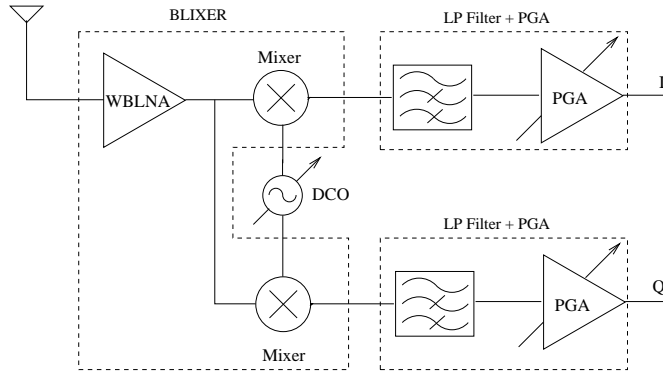 BLIXER
LP Filter + PGA
Mixer
WBLNA
PGA
I
DCO
LP Filter + PGA
Q
PGA
Mixer